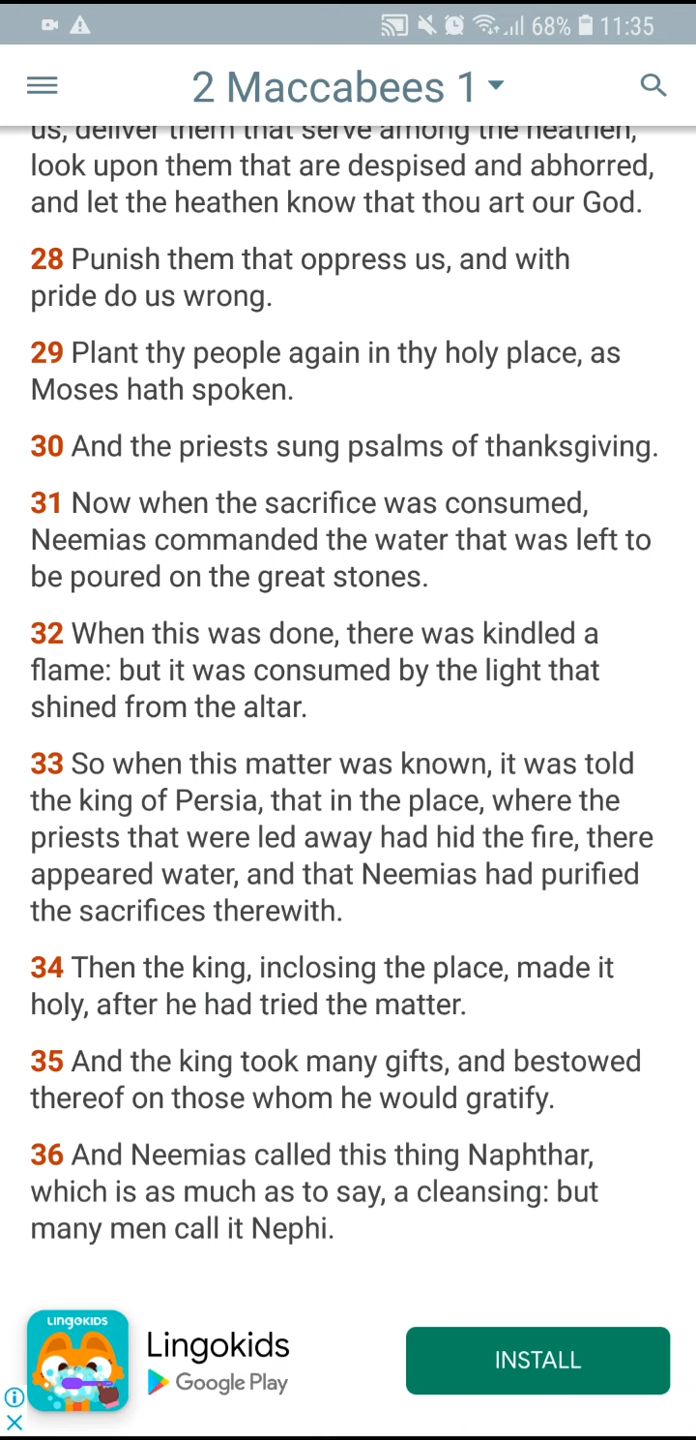 68% 11:35
2 Maccabees 1
us, deliver them that serve among the heathen,
look upon them that are despised and abhorred,
and let the heathen know that thou art our God.
28 Punish them that oppress us, and with
pride do us wrong.
29 Plant thy people again in thy holy place, as
Moses hath spoken.
30 And the priests sung psalms of thanksgiving.
31 Now when the sacrifice was consumed,
Neemias commanded the water that was left to
be poured on the great stones.
32 When this was done, there was kindled a
flame: but it was consumed by the light that
shined from the altar.
33 So when this matter was known, it was told
the king of Persia, that in the place, where the
priests that were led away had hid the fire, there
appeared water, and that Neemias had purified
the sacrifices therewith.
34 Then the king, inclosing the place, made it
holy, after he had tried the matter.
35 And the king took many gifts, and bestowed
thereof on those whom he would gratify.
36 And Neemias called this thing Naphthar,
which is as much as to say, a cleansing: but
many men call it Nephi.
LINGOKIDS
Lingokids
Google Play
INSTALL